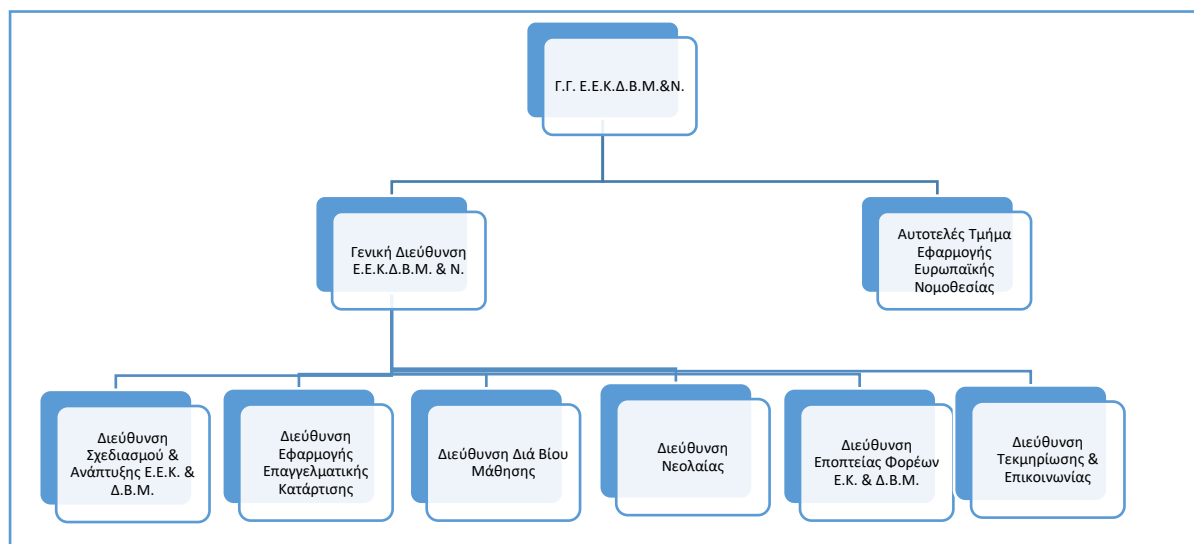 Γ.Γ. Ε.Ε.Κ.Δ.Β.Μ.&Ν.
Γενική Διεύθυνση
Ε.Ε.Κ.Δ.Β.Μ. & Ν.
Αυτοτελές Τμήμα
Εφαρμογής
Ευρωπαϊκής
Νομοθεσίας
Διεύθυνση
Σχεδιασμού &
Ανάπτυξης Ε.Ε.Κ. &
Δ.Β.Μ.
Διεύθυνση
Εφαρμογής
Επαγγελματικής
Κατάρτισης
Διεύθυνση Διά Βίου
Μάθησης
Διεύθυνση
Νεολαίας
Διεύθυνση
Εποπτείας Φορέων
Ε.Κ. & Δ.Β.Μ.
Διεύθυνση
Τεκμηρίωσης &
Επικοινωνίας